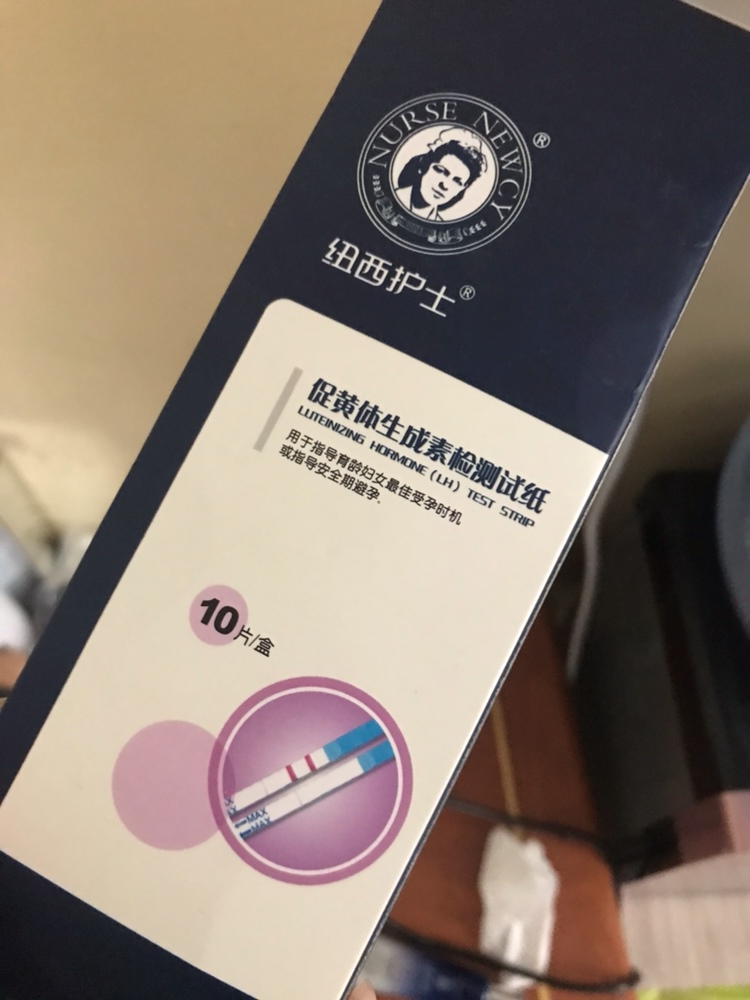 NURSE NEWCY
®
纽西护士®
促黄体生成素检测试纸
LUTEINIZING HORMONE (LH) TEST STRIP
用于指导育龄妇女最佳受孕时机
或指导安全期避孕.
10片/盒
MAX
MAX